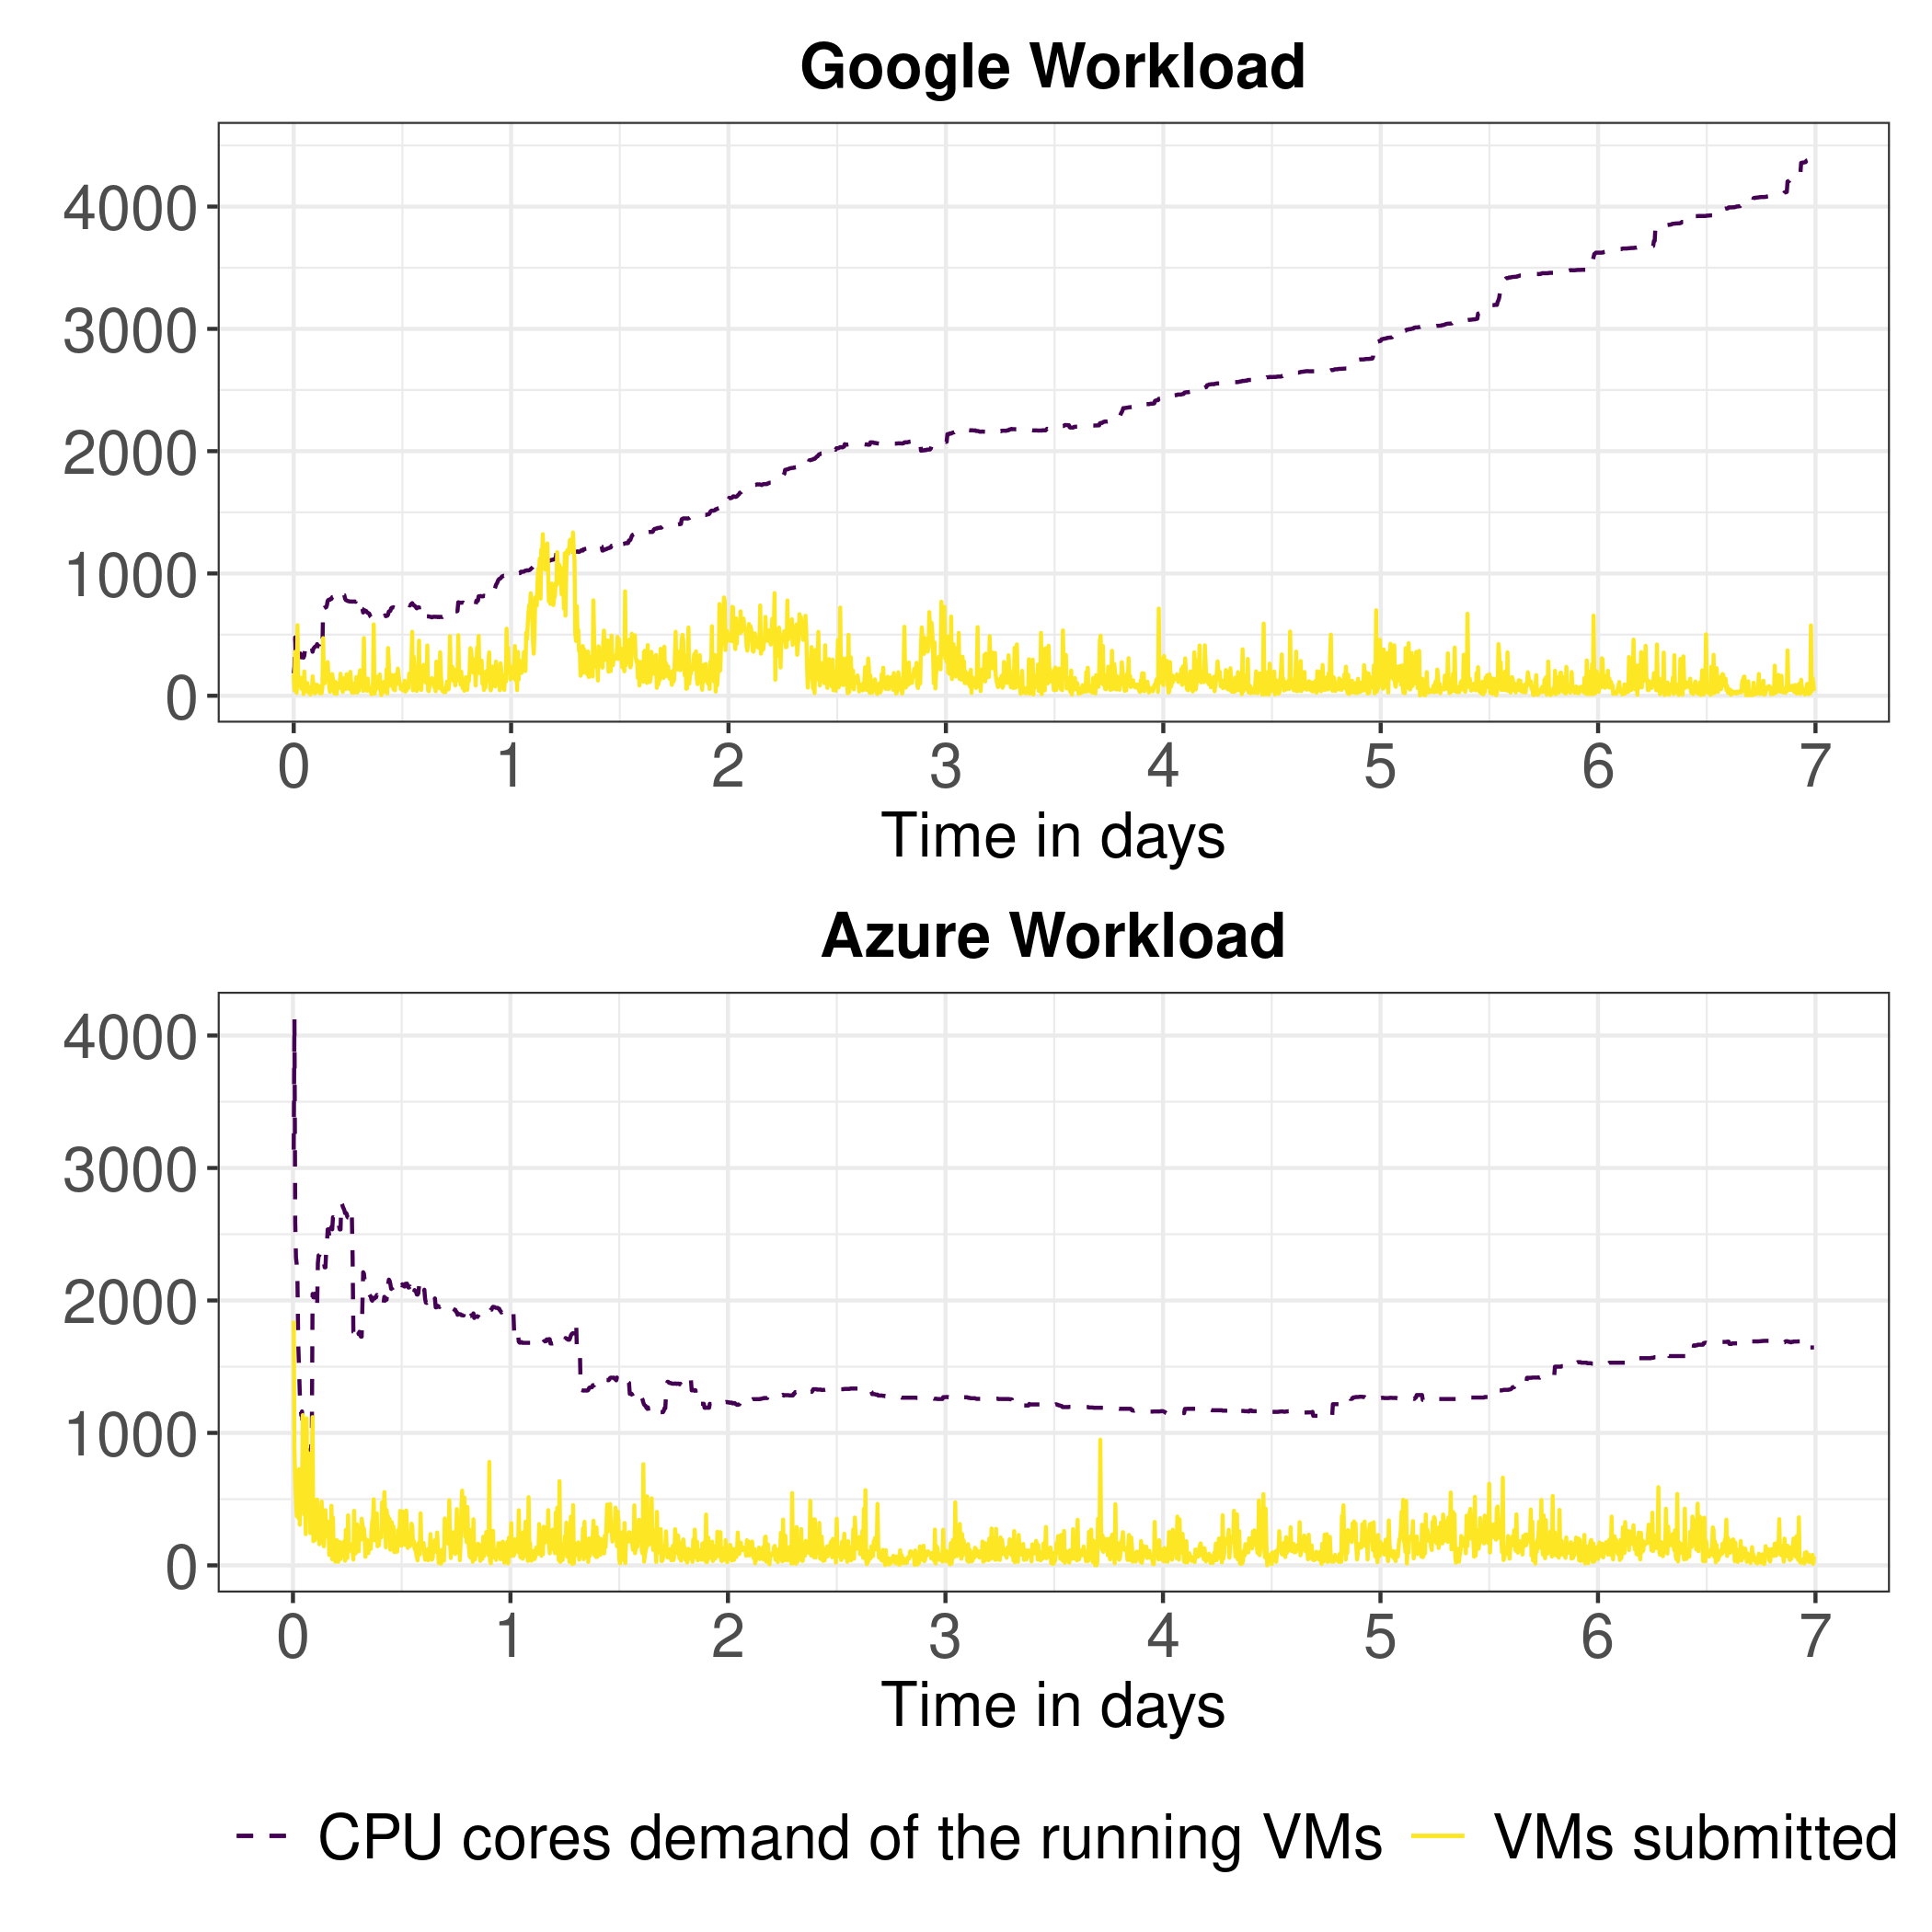 Google Workload
4000
3000
2000
1000
0
0 1 2 3 4 5 6 7
Time in days
Azure Workload
4000
3000
2000
1000
0
0 1 2 3 4 5 6 7
Time in days
CPU cores demand of the running VMs VMs submitted